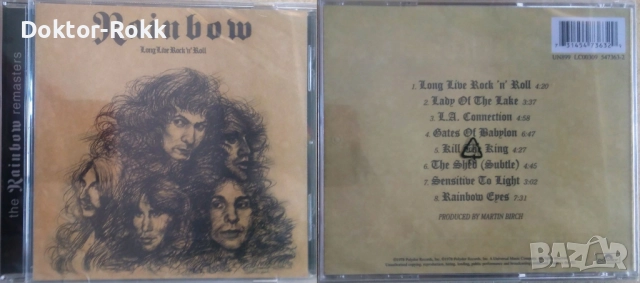 Doktor-Rokk
the Rainbow remasters
Rainbow
Long Live Rock 'n' Roll
1. Long Live Rock 'n' Roll 4:20
2. Lady Of The Lake 3:37
3. L.A. Connection 4:58
4. Gates Of Babylon 6:47
5. Kill The King 4:27
6. The Shed (Subtle) 4:45
7. Sensitive To Light 3:02
8. Rainbow Eyes 7:31
PRODUCED BY MARTIN BIRCH
BAZAR